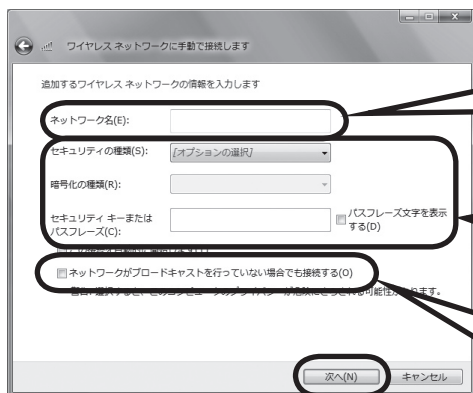 ワイヤレス ネットワークに手動で接続します
追加するワイヤレス ネットワークの情報を入力します
ネットワーク名(E):
セキュリティの種類(S): [オプションの選択]
暗号化の種類(R):
セキュリティ キーまたは
パスフレーズ(C):
パスフレーズ文字を表示
する(D)
ネットワークがブロードキャストを行っていない場合でも接続する(O)
次へ(N) キャンセル